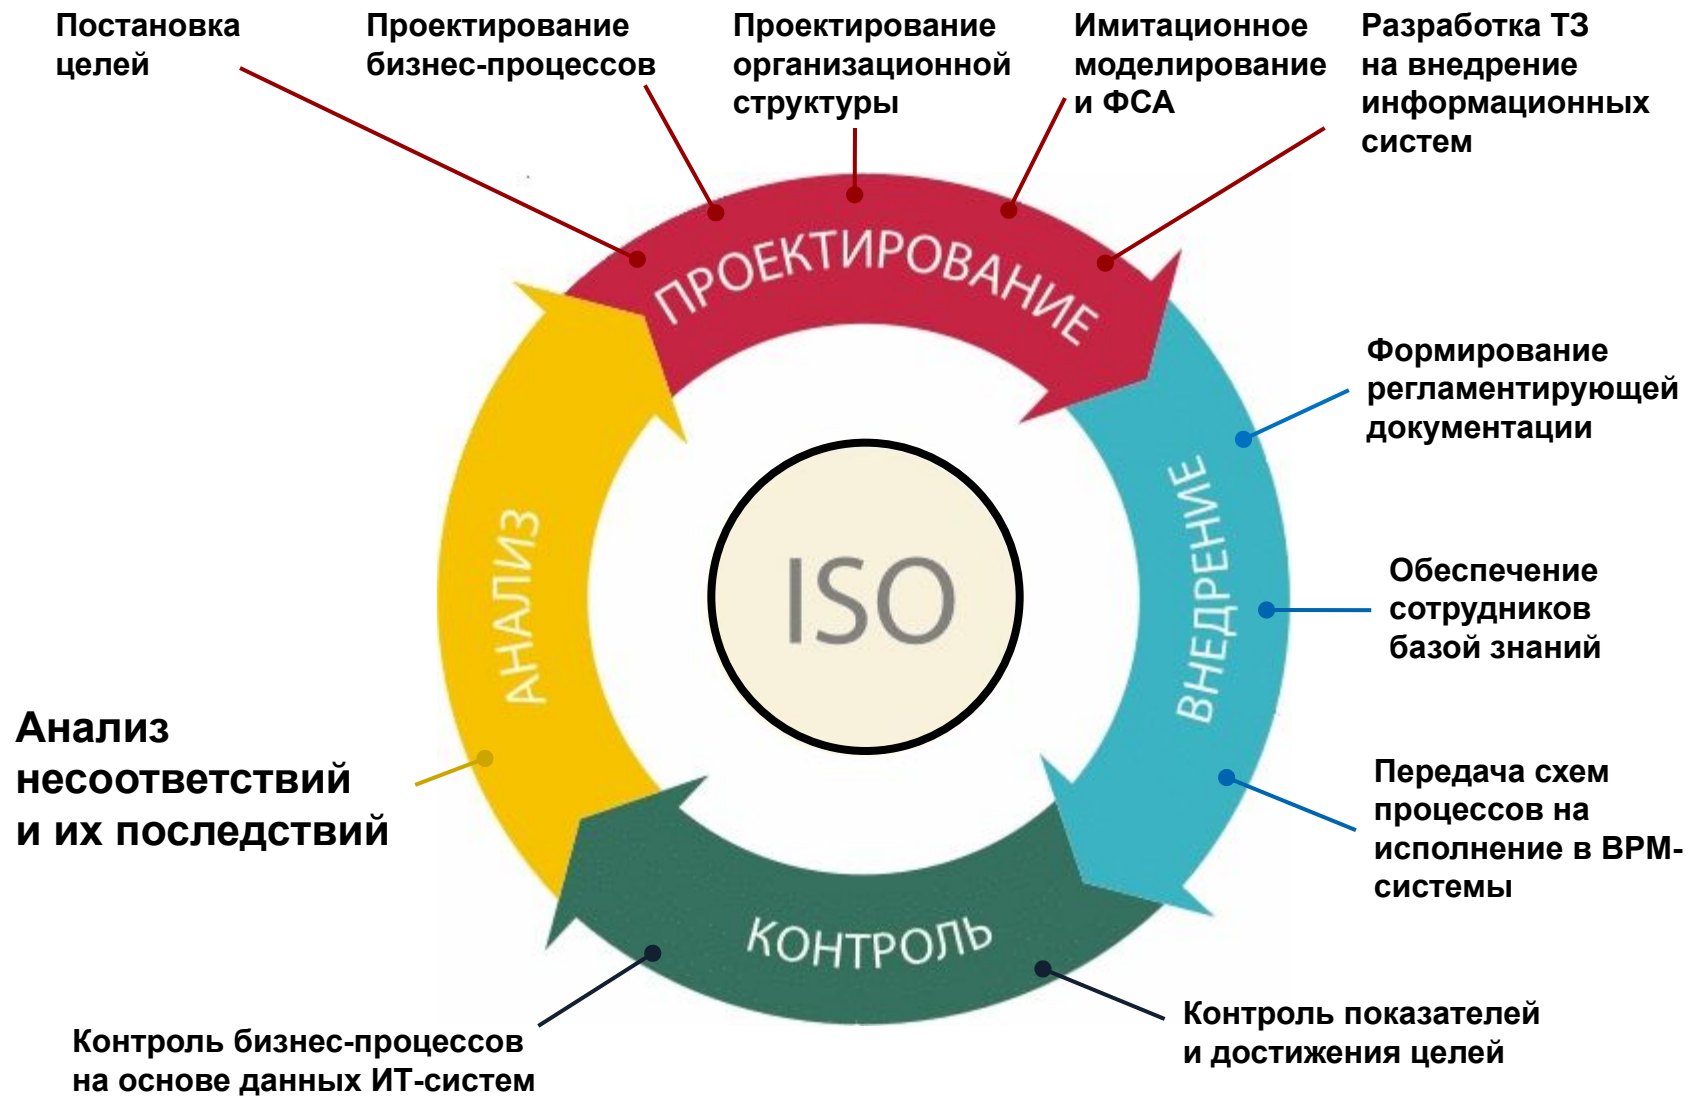 Постановка
целей
Проектирование
бизнес-процессов
Проектирование
организационной
структуры
Имитационное
моделирование
и ФСА
Разработка ТЗ
на внедрение
информационных
систем
ПРОЕКТИРОВАНИЕ
Формирование
регламентирующей
документации
ВНЕДРЕНИЕ
Обеспечение
сотрудников
базой знаний
Передача схем
процессов на
исполнение в BPM-
системы
ISO
АНАЛИЗ
Анализ
несоответствий
и их последствий
КОНТРОЛЬ
Контроль показателей
и достижения целей
Контроль бизнес-процессов
на основе данных ИТ-систем